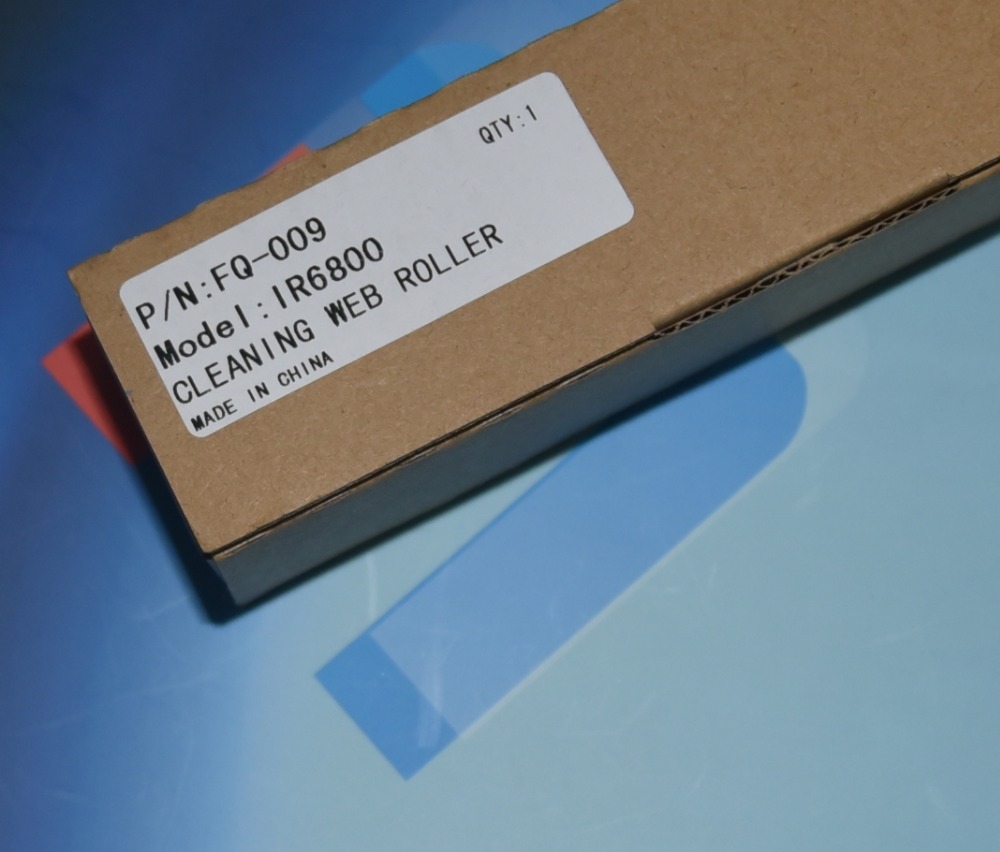 QTY:1
P/N:FQ-009
Model:IR6800
CLEANING WEB ROLLER
MADE IN CHINA